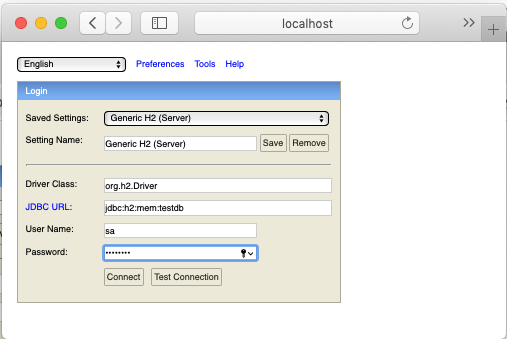 localhost
English Preferences Tools Help
Login
Saved Settings: Generic H2 (Server)
Setting Name: Generic H2 (Server) Save Remove
Driver Class: org.h2.Driver
JDBC URL: jdbc:h2:mem:testdb
User Name: sa
Password: ••••••••
Connect Test Connection